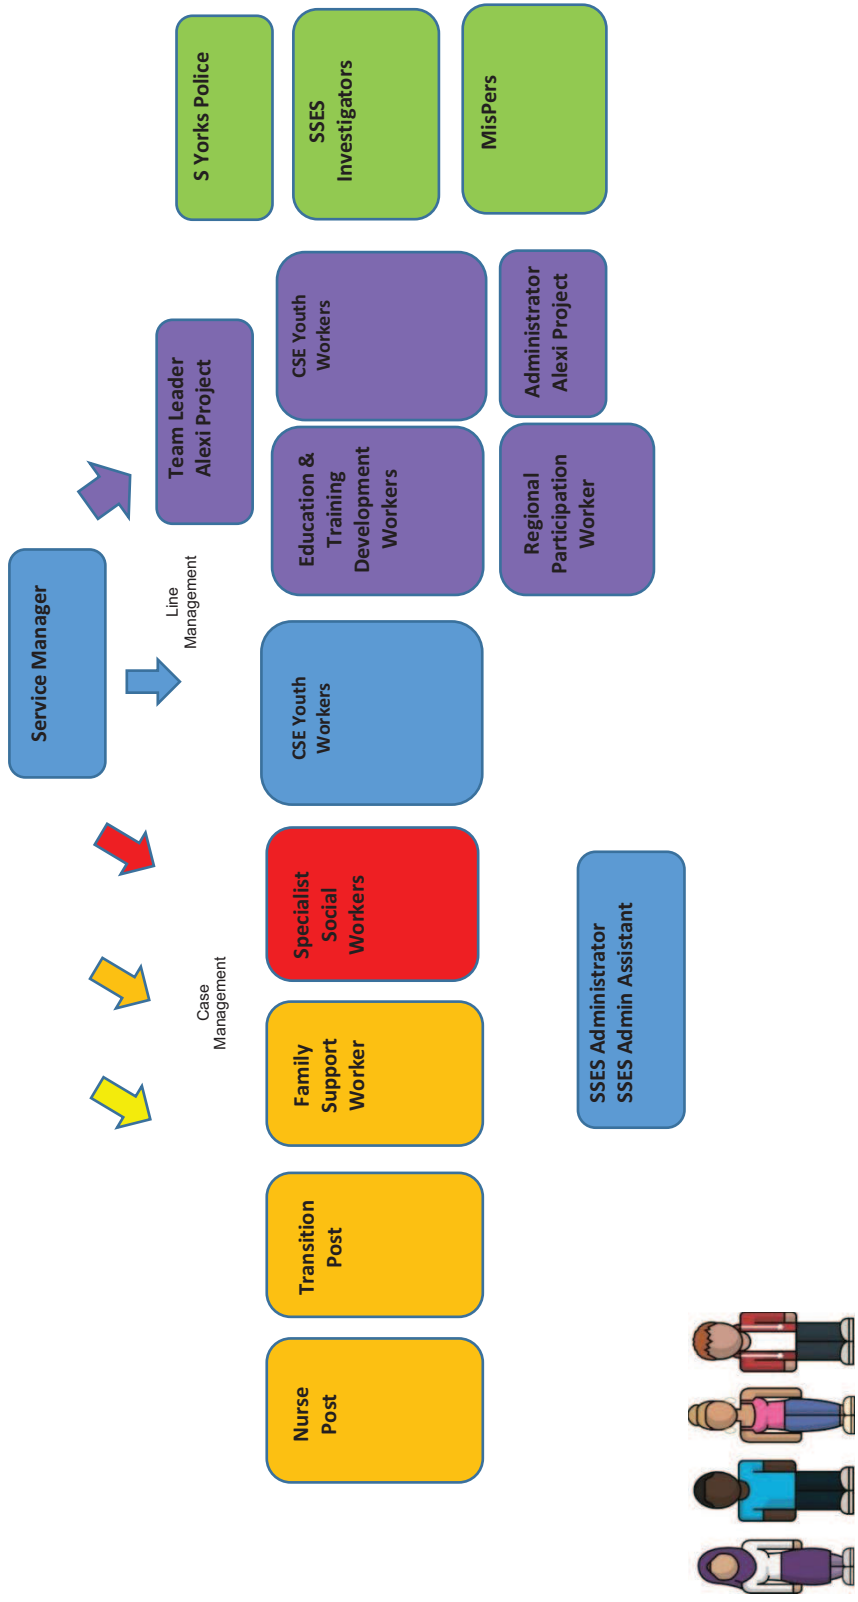 Service Manager
Line
Management
Case
Management
Team Leader
Alexi Project
S Yorks Police
Nurse
Post
Transition
Post
Family
Support
Worker
Specialist
Social
Workers
CSE Youth
Workers
Education &
Training
Development
Workers
CSE Youth
Workers
SSES
Investigators
Regional
Participation
Worker
Administrator
Alexi Project
MisPers
SSES Administrator
SSES Admin Assistant